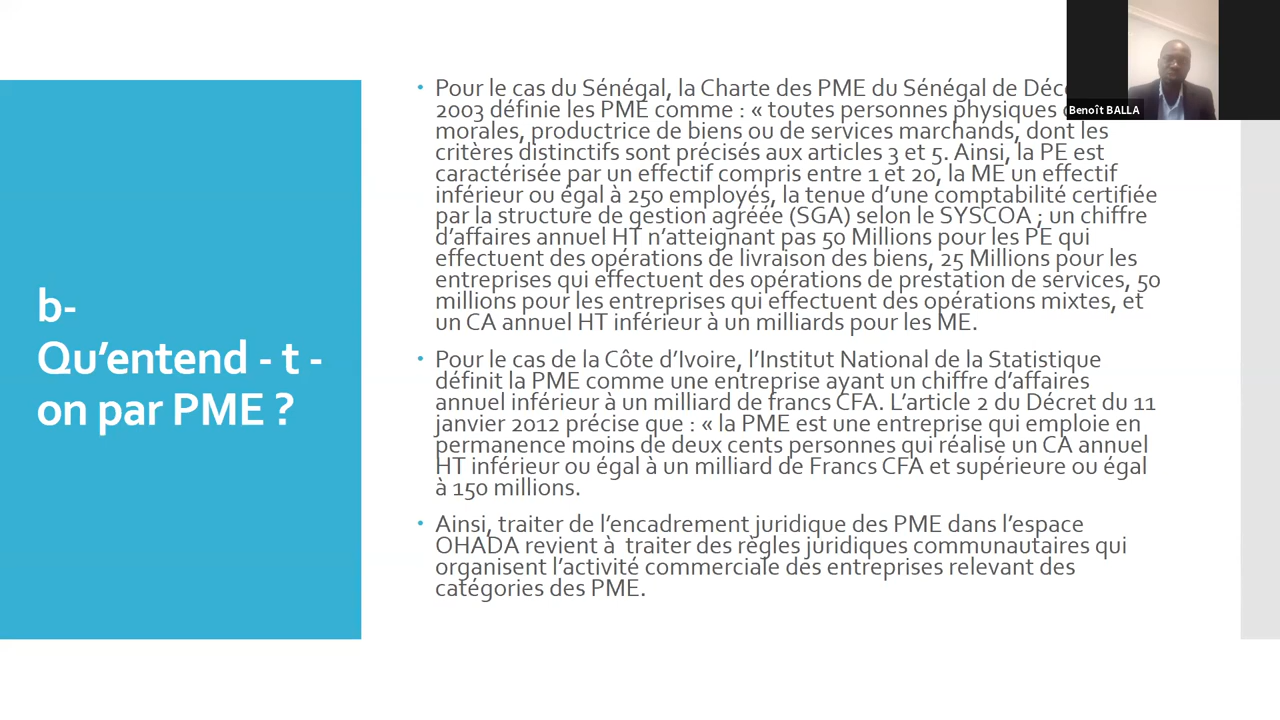 b-
Qu’entend - t -
on par PME ?
• Pour le cas du Sénégal, la Charte des PME du Sénégal de
2003 définie les PME comme : « toutes personnes physiques
morales, productrice de biens ou de services marchands, dont les
critères distinctifs sont précisés aux articles 3 et 5. Ainsi, la PE est
caractérisée par un effectif compris entre 1 et 20, la ME un effectif
inférieur ou égal à 250 employés, la tenue d’une comptabilité certifiée
par la structure de gestion agréée (SGA) selon le SYSCOA ; un chiffre
d’affaires annuel HT n’atteignant pas 50 Millions pour les PE qui
effectuent des opérations de livraison des biens, 25 Millions pour les
entreprises qui effectuent des opérations de prestation de services, 50
millions pour les entreprises qui effectuent des opérations mixtes, et
un CA annuel HT inférieur à un milliards pour les ME.
• Pour le cas de la Côte d’Ivoire, l’Institut National de la Statistique
définit la PME comme une entreprise ayant un chiffre d’affaires
annuel inférieur à un milliard de francs CFA. L’article 2 du Décret du 11
janvier 2012 précise que : « la PME est une entreprise qui emploie en
permanence moins de deux cents personnes qui réalise un CA annuel
HT inférieur ou égal à un milliard de Francs CFA et supérieure ou égal
à 150 millions.
• Ainsi, traiter de l’encadrement juridique des PME dans l’espace
OHADA revient à traiter des règles juridiques communautaires qui
organisent l’activité commerciale des entreprises relevant des
catégories des PME.
Benoît BALLA